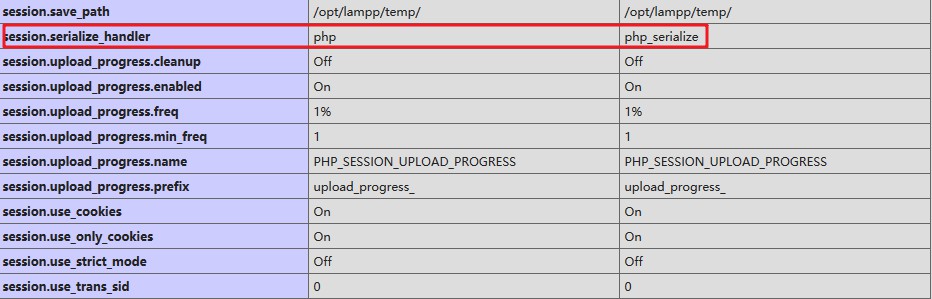 session.save_path /opt/lampp/temp/ /opt/lampp/temp/
session.serialize_handler php php_serialize
session.upload_progress.cleanup Off Off
session.upload_progress.enabled On On
session.upload_progress.freq 1% 1%
session.upload_progress.min_freq 1 1
session.upload_progress.name PHP_SESSION_UPLOAD_PROGRESS PHP_SESSION_UPLOAD_PROGRESS
session.upload_progress.prefix upload_progress_ upload_progress_
session.use_cookies On On
session.use_only_cookies On On
session.use_strict_mode Off Off
session.use_trans_sid 0 0